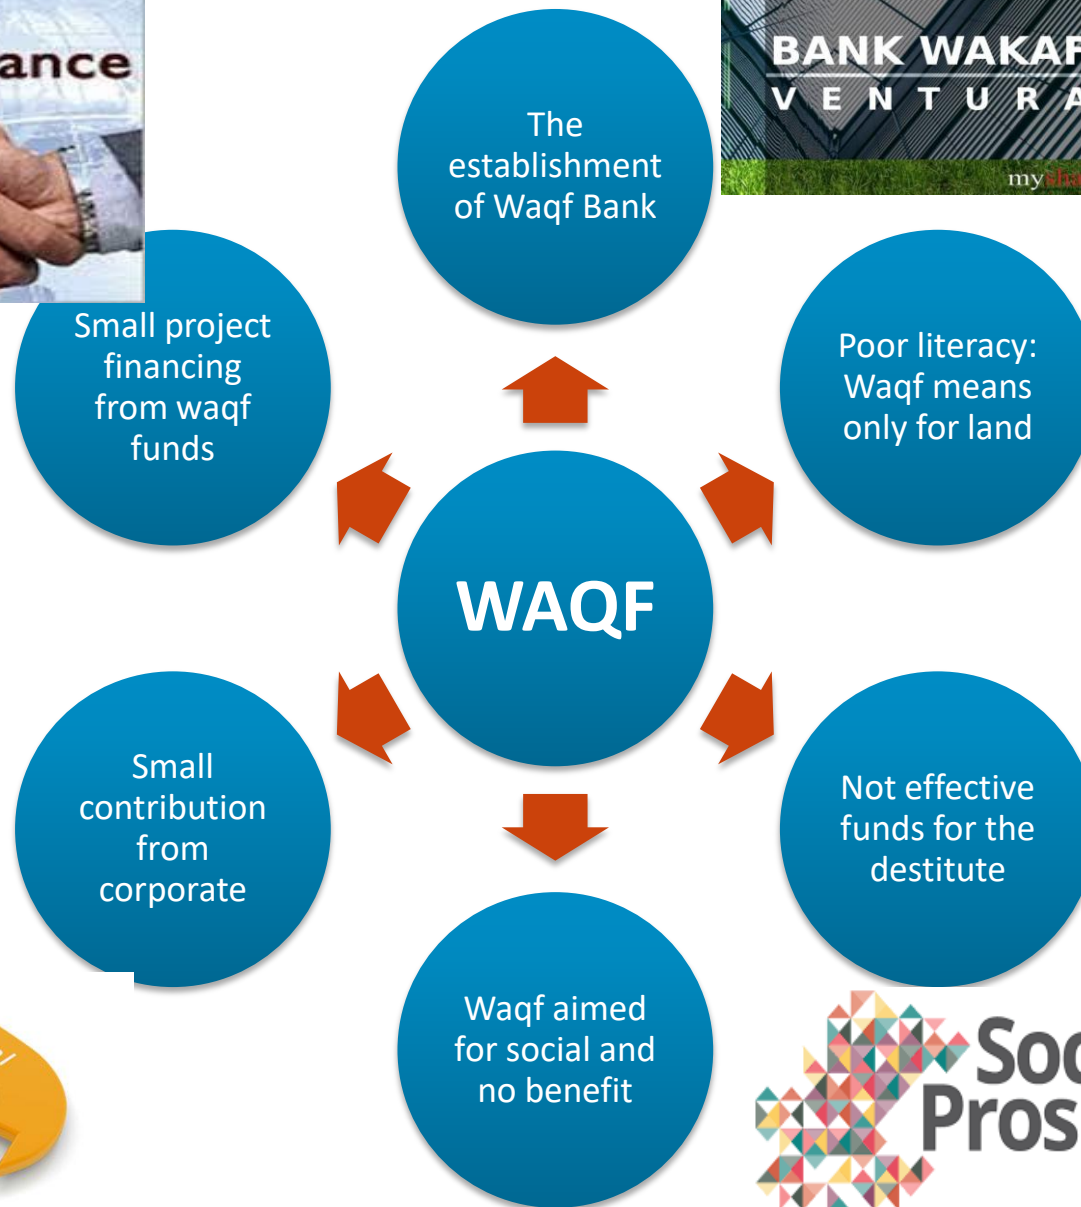 ance
BANK WAKAF
VENTURA
The
establishment
of Waqf Bank
Small project
financing
from waqf
funds
Poor literacy:
Waqf means
only for land
WAQF
Small
contribution
from
corporate
Not effective
funds for the
destitute
Waqf aimed
for social and
no benefit
Soc
Pros